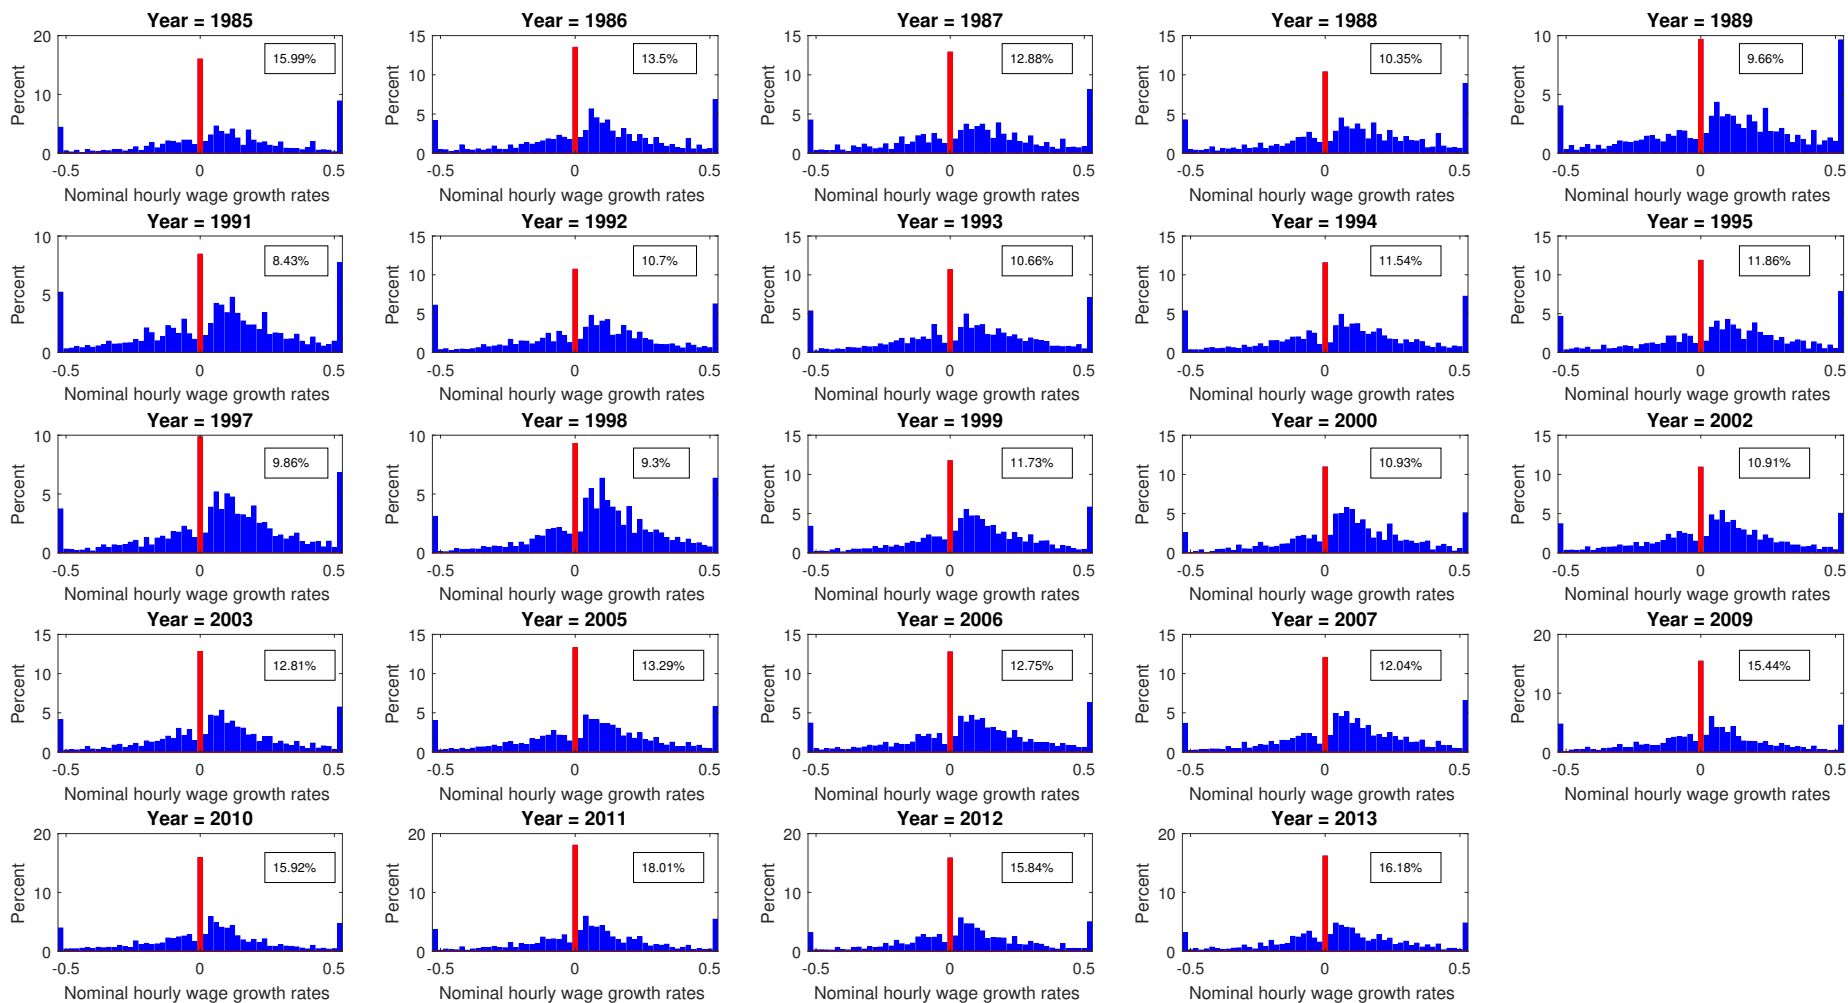 Year = 1985
Year = 1986
Year = 1987
Year = 1988
Year = 1989
20
15
15
15
10
15.99%
13.5%
12.88%
10.35%
9.66%
10
10
10
10
5
5
5
5
0
0
0
0
0
Percent
Percent
Percent
Percent
Percent
-0.5 0 0.5
-0.5 0 0.5
-0.5 0 0.5
-0.5 0 0.5
-0.5 0 0.5
Nominal hourly wage growth rates
Nominal hourly wage growth rates
Nominal hourly wage growth rates
Nominal hourly wage growth rates
Nominal hourly wage growth rates
Year = 1991
Year = 1992
Year = 1993
Year = 1994
Year = 1995
10
15
15
15
15
8.43%
10.7%
10.66%
11.54%
11.86%
10
10
10
10
5
5
5
5
5
0
0
0
0
0
Percent
Percent
Percent
Percent
Percent
-0.5 0 0.5
-0.5 0 0.5
-0.5 0 0.5
-0.5 0 0.5
-0.5 0 0.5
Nominal hourly wage growth rates
Nominal hourly wage growth rates
Nominal hourly wage growth rates
Nominal hourly wage growth rates
Nominal hourly wage growth rates
Year = 1997
Year = 1998
Year = 1999
Year = 2000
Year = 2002
10
10
15
15
15
9.86%
9.3%
11.73%
10.93%
10.91%
10
10
10
5
5
5
5
5
0
0
0
0
0
Percent
Percent
Percent
Percent
Percent
-0.5 0 0.5
-0.5 0 0.5
-0.5 0 0.5
-0.5 0 0.5
-0.5 0 0.5
Nominal hourly wage growth rates
Nominal hourly wage growth rates
Nominal hourly wage growth rates
Nominal hourly wage growth rates
Nominal hourly wage growth rates
Year = 2003
Year = 2005
Year = 2006
Year = 2007
Year = 2009
15
15
15
15
20
12.81%
13.29%
12.75%
12.04%
15.44%
10
10
10
10
10
5
5
5
5
0
0
0
0
0
Percent
Percent
Percent
Percent
Percent
-0.5 0 0.5
-0.5 0 0.5
-0.5 0 0.5
-0.5 0 0.5
-0.5 0 0.5
Nominal hourly wage growth rates
Nominal hourly wage growth rates
Nominal hourly wage growth rates
Nominal hourly wage growth rates
Nominal hourly wage growth rates
Year = 2010
Year = 2011
Year = 2012
Year = 2013
20
20
20
20
15.92%
18.01%
15.84%
16.18%
10
10
10
10
0
0
0
0
Percent
Percent
Percent
Percent
-0.5 0 0.5
-0.5 0 0.5
-0.5 0 0.5
-0.5 0 0.5
Nominal hourly wage growth rates
Nominal hourly wage growth rates
Nominal hourly wage growth rates
Nominal hourly wage growth rates